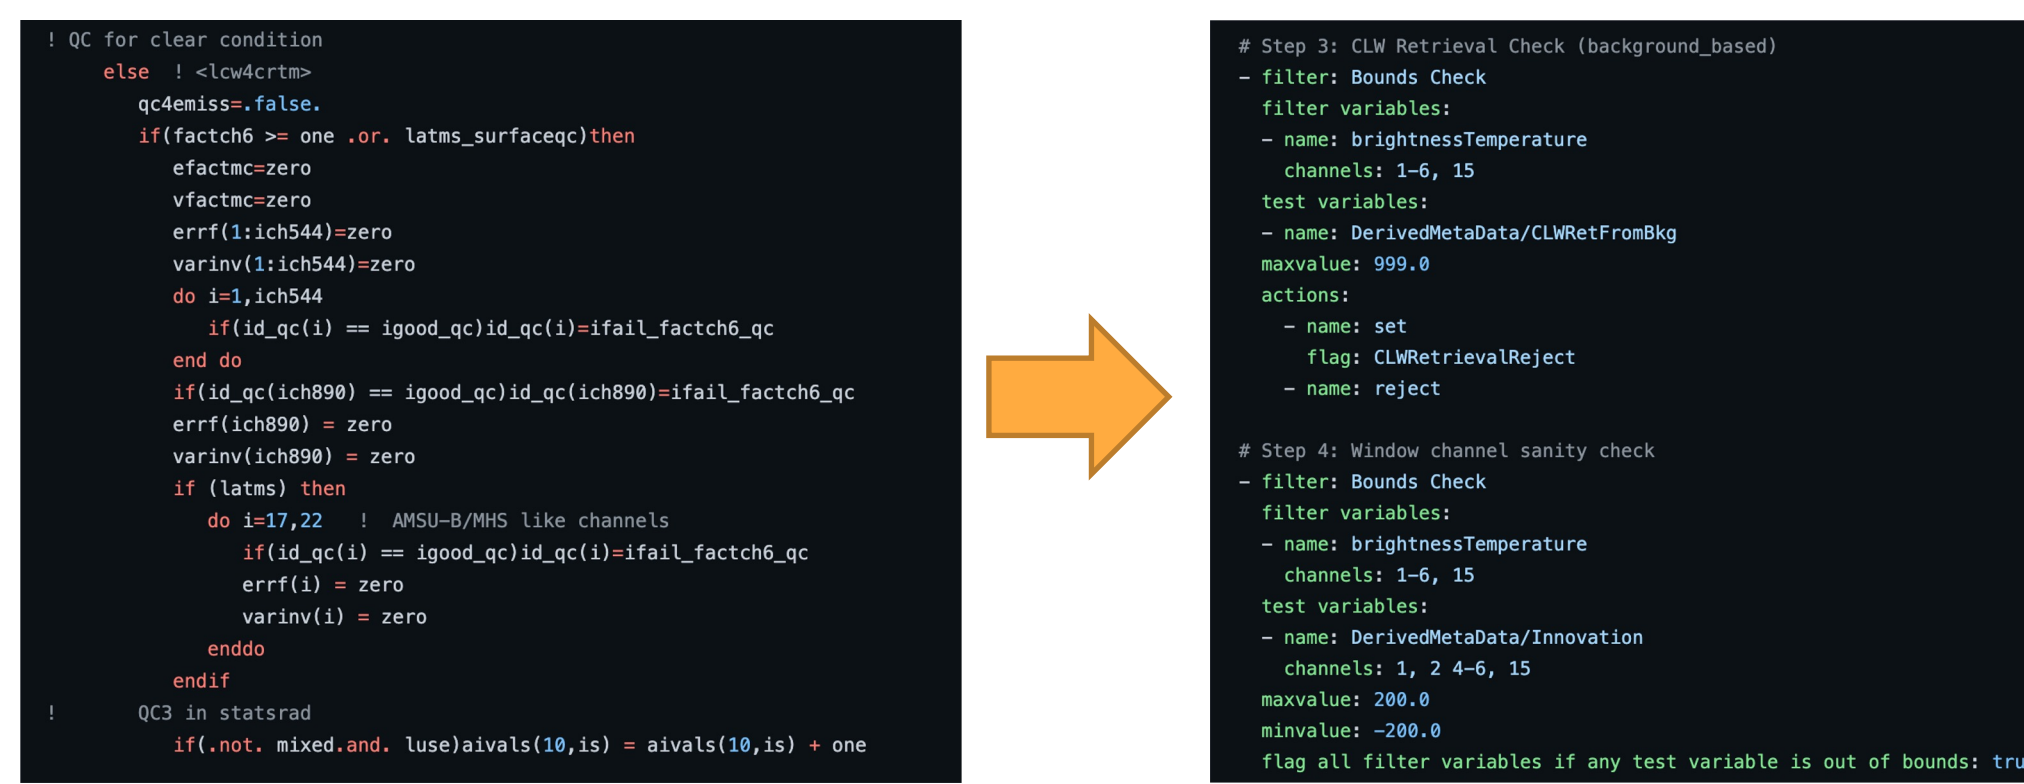 ! QC for clear condition
else ! <lcw4crtm>
qc4emiss=.false.
if(factch6 >= one .or. latms_surfaceqc)then
efactmc=zero
vfactmc=zero
errf(1:ich544)=zero
varinv(1:ich544)=zero
do i=1,ich544
if(id_qc(i) == igood_qc)id_qc(i)=ifail_factch6_qc
end do
if(id_qc(ich890) == igood_qc)id_qc(ich890)=ifail_factch6_qc
errf(ich890) = zero
varinv(ich890) = zero
if (latms) then
do i=17,22 ! AMSU-B/MHS like channels
if(id_qc(i) == igood_qc)id_qc(i)=ifail_factch6_qc
errf(i) = zero
varinv(i) = zero
enddo
endif
! QC3 in statsrad
if(.not. mixed.and. luse)aivals(10,is) = aivals(10,is) + one
# Step 3: CLW Retrieval Check (background_based)
- filter: Bounds Check
filter variables:
- name: brightnessTemperature
channels: 1-6, 15
test variables:
- name: DerivedMetaData/CLWRetFromBkg
maxvalue: 999.0
actions:
- name: set
flag: CLWRetrievalReject
- name: reject
# Step 4: Window channel sanity check
- filter: Bounds Check
filter variables:
- name: brightnessTemperature
channels: 1-6, 15
test variables:
- name: DerivedMetaData/Innovation
channels: 1, 2 4-6, 15
maxvalue: 200.0
minvalue: -200.0
flag all filter variables if any test variable is out of bounds: tru